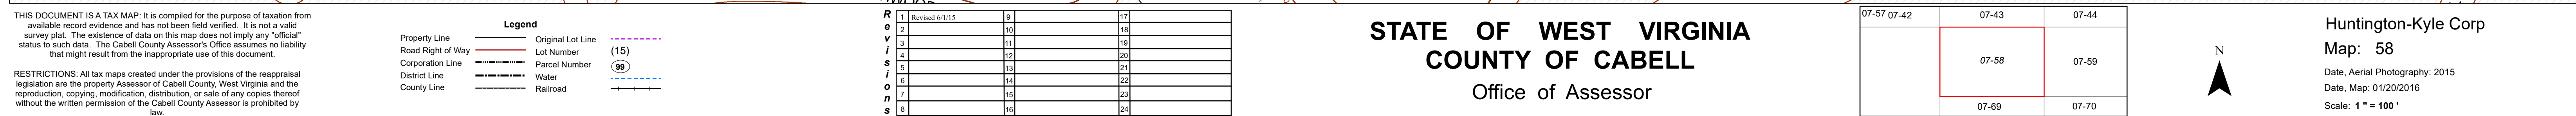 THIS DOCUMENT IS A TAX MAP: It is compiled for the purpose of taxation from
available record evidence and has not been field verified. It is not a valid
survey plat. The existence of data on this map does not imply any "official"
status to such data. The Cabell County Assessor's Office assumes no liability
that might result from the inappropriate use of this document.
RESTRICTIONS: All tax maps created under the provisions of the reappraisal
legislation are the property Assessor of Cabell County, West Virginia and the
reproduction, copying, modification, distribution, or sale of any copies thereof
without the written permission of the Cabell County Assessor is prohibited by
law.
Legend
Property Line
Road Right of Way
Corporation Line
District Line
County Line
Original Lot Line
Lot Number (15)
Parcel Number 99
Water
Railroad
Revisions
1 Revised 6/1/15 9 17
2 10 18
3 11 19
4 12 20
5 13 21
6 14 22
7 15 23
8 16 24
STATE OF WEST VIRGINIA
COUNTY OF CABELL
Office of Assessor
07-57 07-42 07-43 07-44
07-58 07-59
07-69 07-70
N
Huntington-Kyle Corp
Map: 58
Date, Aerial Photography: 2015
Date, Map: 01/20/2016
Scale: 1 " = 100 '